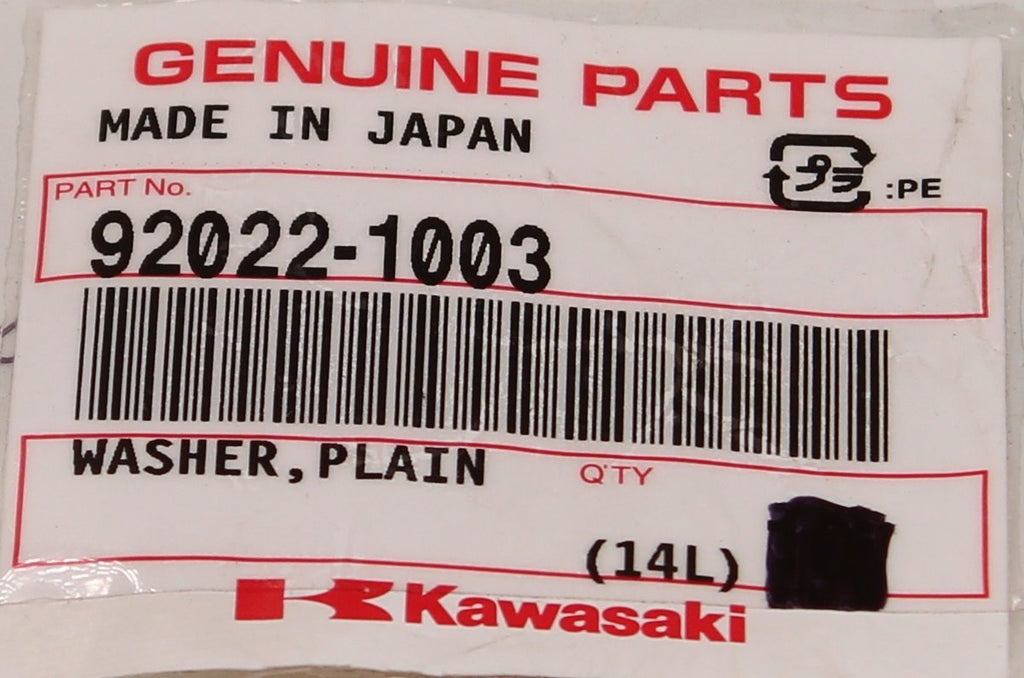 GENUINE PARTS
MADE IN JAPAN
プラ :PE
PART No.
92022-1003
WASHER,PLAIN
Q'TY
(14L)
Kawasaki